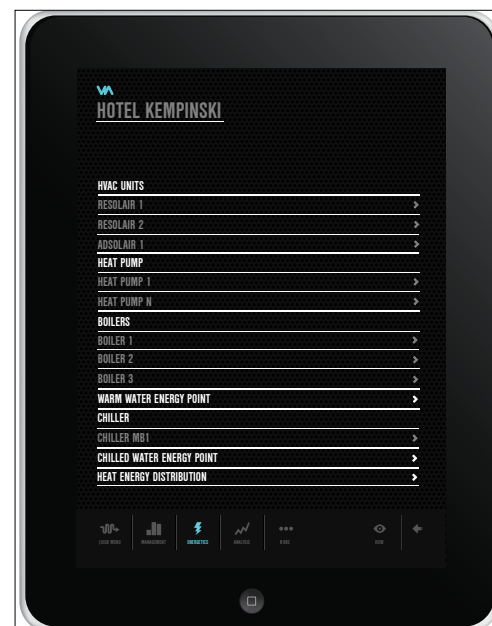 VIA
HOTEL KEMPINSKI
HVAC UNITS
RESOLAIR 1
RESOLAIR 2
ADSOLAIR 1
HEAT PUMP
HEAT PUMP 1
HEAT PUMP N
BOILERS
BOILER 1
BOILER 2
BOILER 3
WARM WATER ENERGY POINT
CHILLER
CHILLER MB1
CHILLED WATER ENERGY POINT
HEAT ENERGY DISTRIBUTION
MANAGEMENT ENERGETICS ANALYSIS MORE